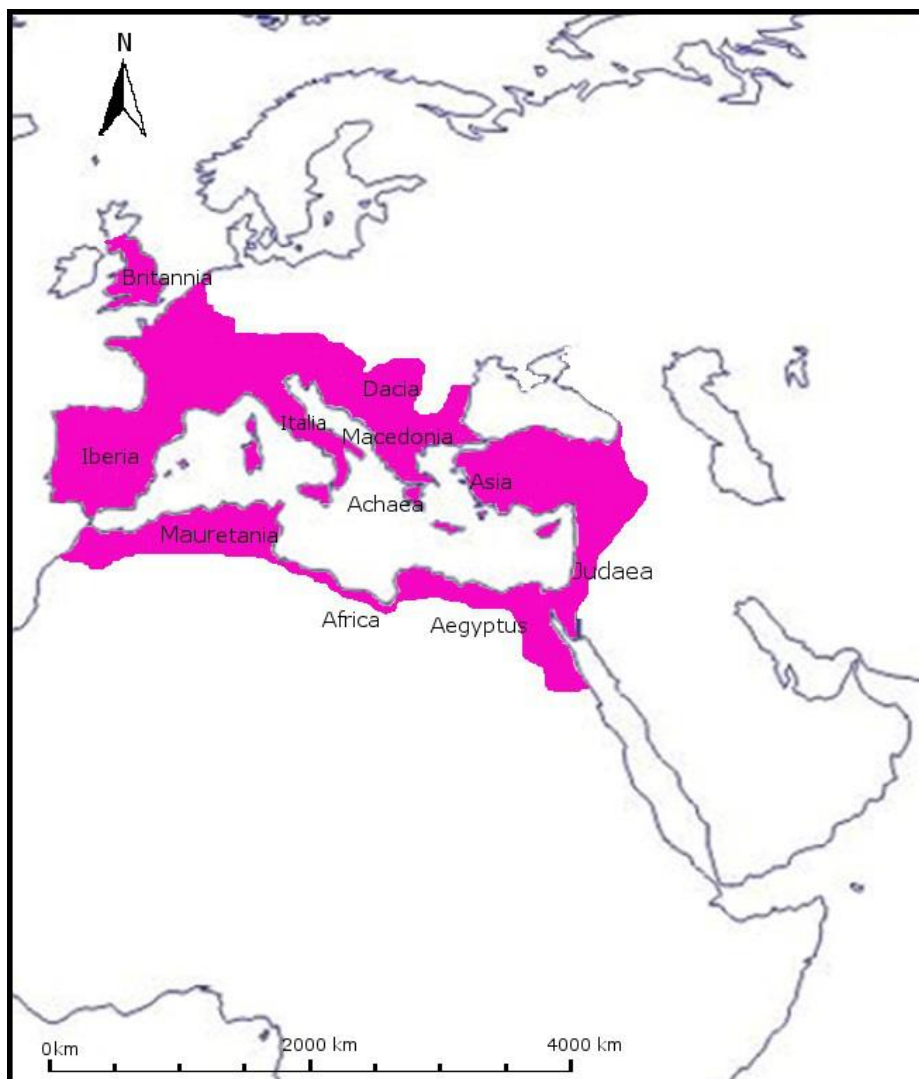 N
Britannia
Dacia
Italia
Macedonia
Iberia
Asia
Achaea
Mauretania
Judaea
Africa
Aegyptus
0km
2000 km
4000 km